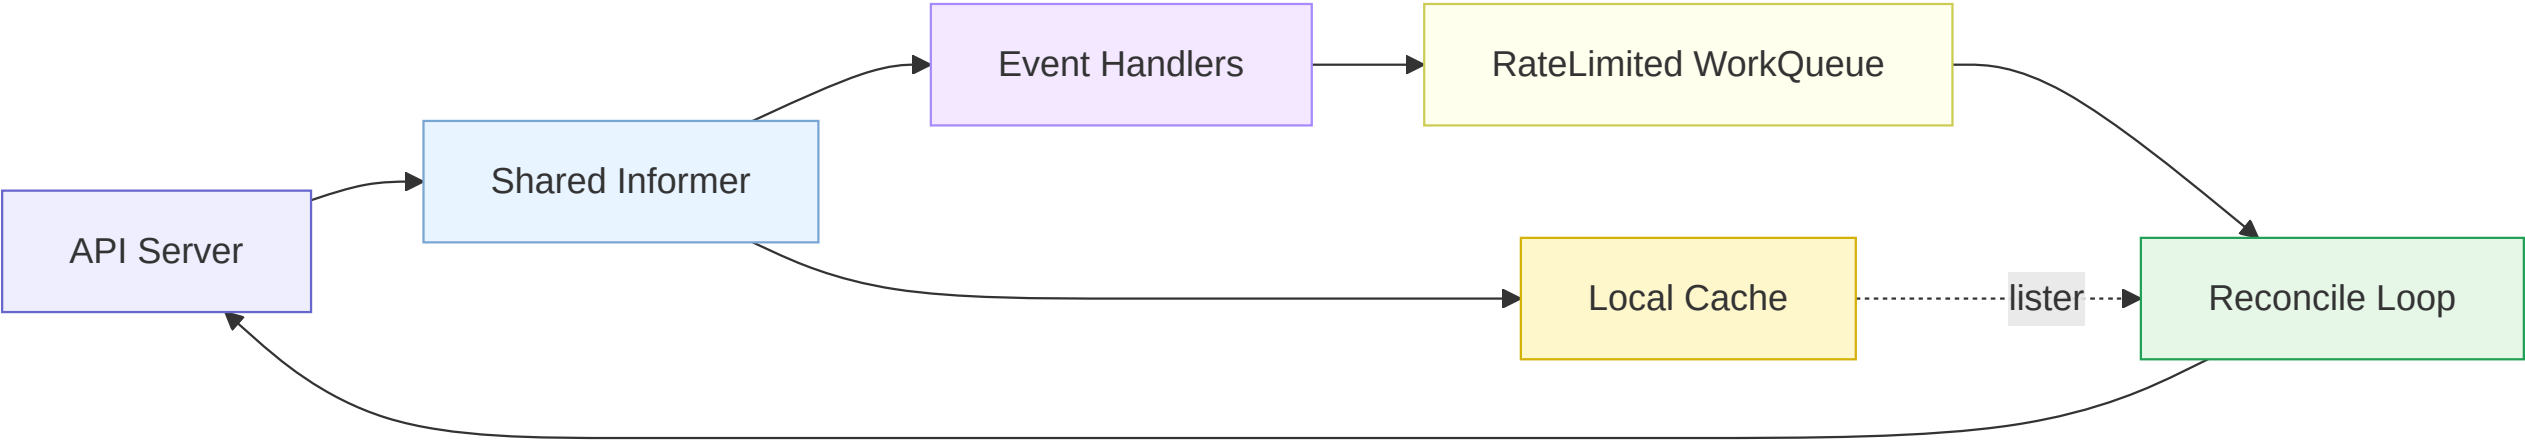 Event Handlers
RateLimited WorkQueue
Shared Informer
API Server
Local Cache
lister
Reconcile Loop